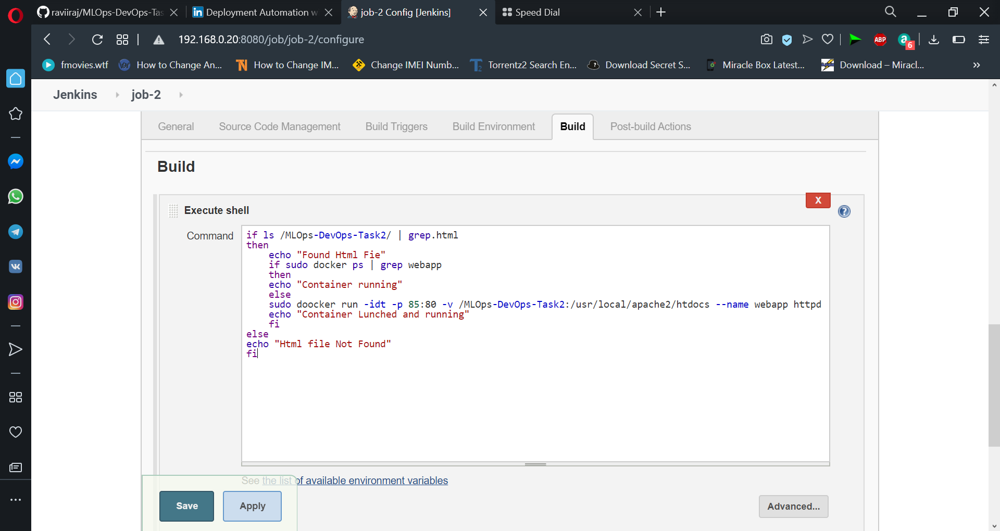 raviiraj/MLOps-DevOps-Tas
Deployment Automation w
job-2 Config [Jenkins]
Speed Dial
192.168.0.20:8080/job/job-2/configure
ABP
a
6
fmovies.wtf
How to Change An...
How to Change IM...
Change IMEI Numb...
Torrentz2 Search En...
Download Secret S...
Miracle Box Latest...
Download – Miracl...
Jenkins
job-2
General
Source Code Management
Build Triggers
Build Environment
Build
Post-build Actions
Build
X
Execute shell
Command
if ls /MLOps-DevOps-Task2/ | grep.html
then
echo "Found Html Fie"
if sudo docker ps | grep webapp
then
echo "Container running"
else
sudo doocker run -idt -p 85:80 -v /MLOps-DevOps-Task2:/usr/local/apache2/htdocs --name webapp httpd
echo "Container Lunched and running"
fi
else
echo "Html file Not Found"
fi
See the list of available environment variables
Save
Apply
Advanced...